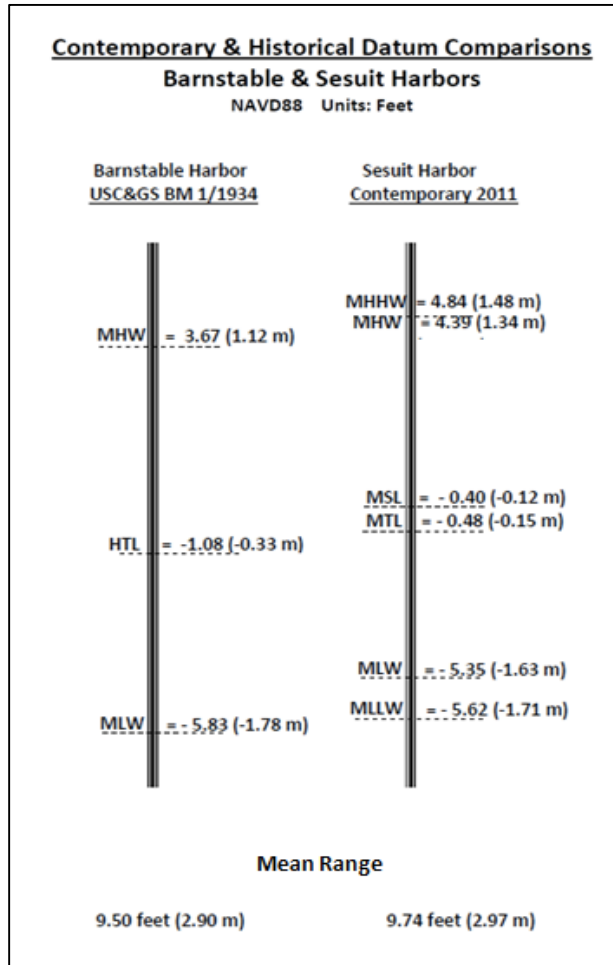 Contemporary & Historical Datum Comparisons
Barnstable & Sesuit Harbors
NAVD88 Units: Feet
Barnstable Harbor
USC&GS BM 1/1934
Sesuit Harbor
Contemporary 2011
MHW = 3.67 (1.12 m)
HTL = -1.08 (-0.33 m)
MLW = - 5.83 (-1.78 m)
MHHW = 4.84 (1.48 m)
MHW = 4.39 (1.34 m)
MSL = - 0.40 (-0.12 m)
MTL = - 0.48 (-0.15 m)
MLW = - 5.35 (-1.63 m)
MLLW = - 5.62 (-1.71 m)
Mean Range
9.50 feet (2.90 m)
9.74 feet (2.97 m)